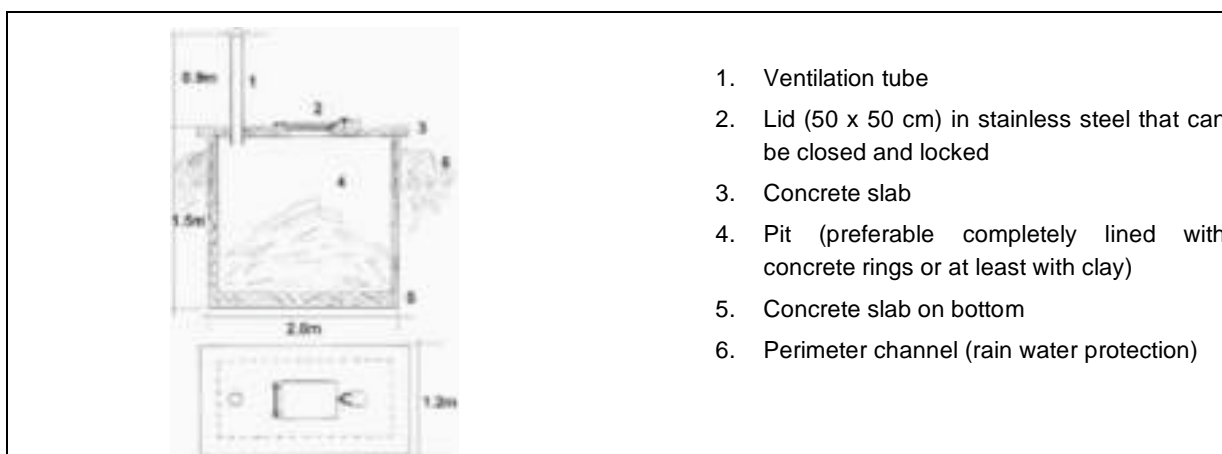 0.9m
1
2
3
6
4
1.5m
5
1.2m
1. Ventilation tube
2. Lid (50 x 50 cm) in stainless steel that can
be closed and locked
3. Concrete slab
4. Pit (preferable completely lined with
concrete rings or at least with clay)
5. Concrete slab on bottom
6. Perimeter channel (rain water protection)